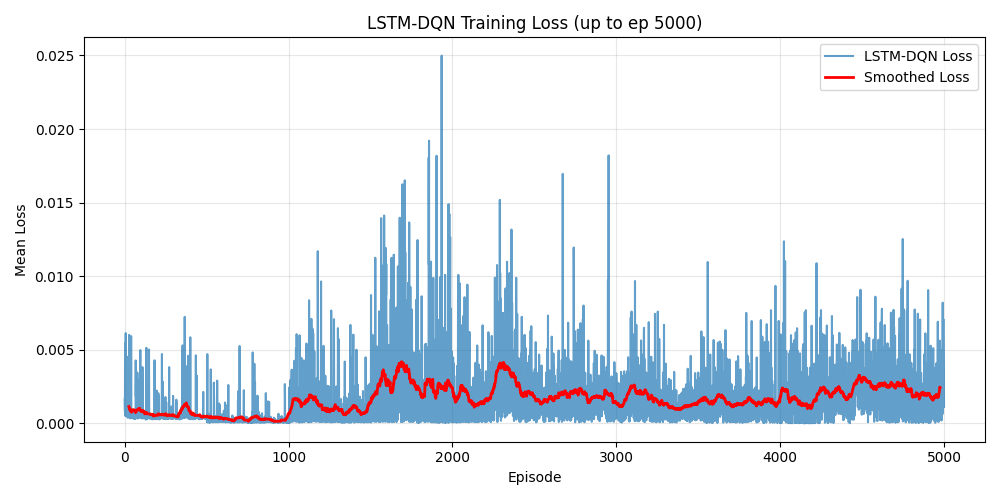 LSTM-DQN Training Loss (up to ep 5000)
LSTM-DQN Loss
Smoothed Loss
Mean Loss
0.025
0.020
0.015
0.010
0.005
0.000
0 1000 2000 3000 4000 5000
Episode